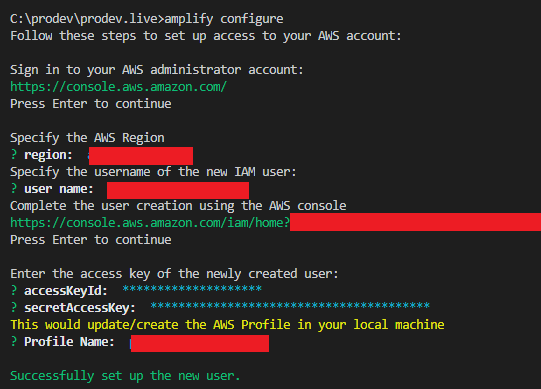 C:\prodev\prodev.live>amplify configure
Follow these steps to set up access to your AWS account:
Sign in to your AWS administrator account:
https://console.aws.amazon.com/
Press Enter to continue
Specify the AWS Region
? region:
Specify the username of the new IAM user:
? user name:
Complete the user creation using the AWS console
https://console.aws.amazon.com/iam/home?
Press Enter to continue
Enter the access key of the newly created user:
? accessKeyId: ********************
? secretAccessKey: ****************************************
This would update/create the AWS Profile in your local machine
? Profile Name:
Successfully set up the new user.